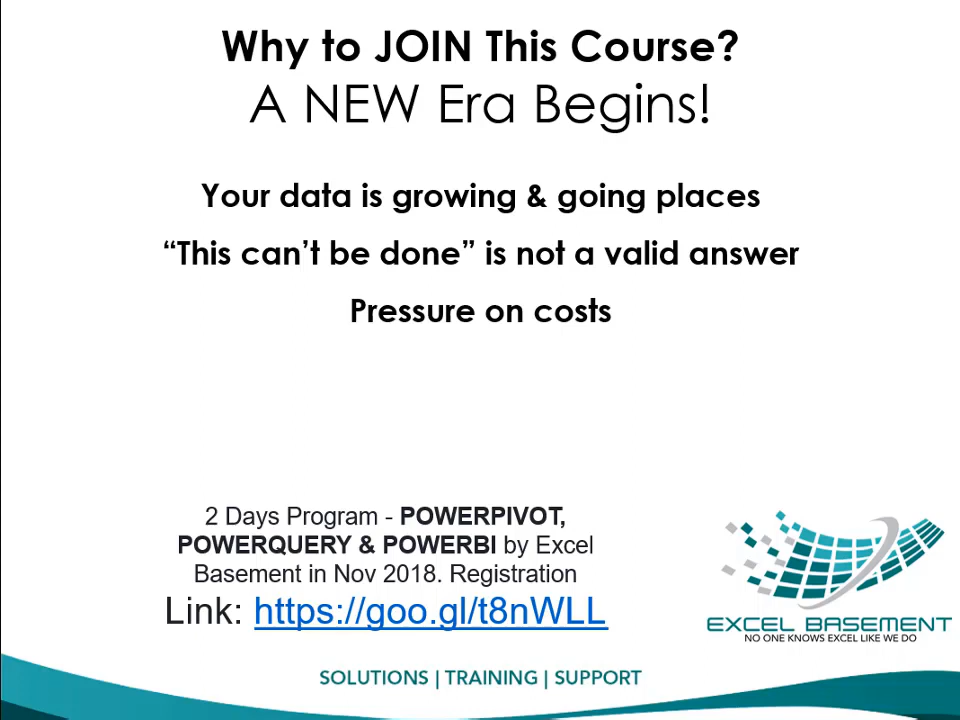 Why to JOIN This Course?
A NEW Era Begins!
Your data is growing & going places
“This can’t be done” is not a valid answer
Pressure on costs
2 Days Program - POWERPIVOT,
POWERQUERY & POWERBI by Excel
Basement in Nov 2018. Registration
Link: https://goo.gl/t8nWLL
EXCEL BASEMENT
NO ONE KNOWS EXCEL LIKE WE DO
SOLUTIONS | TRAINING | SUPPORT